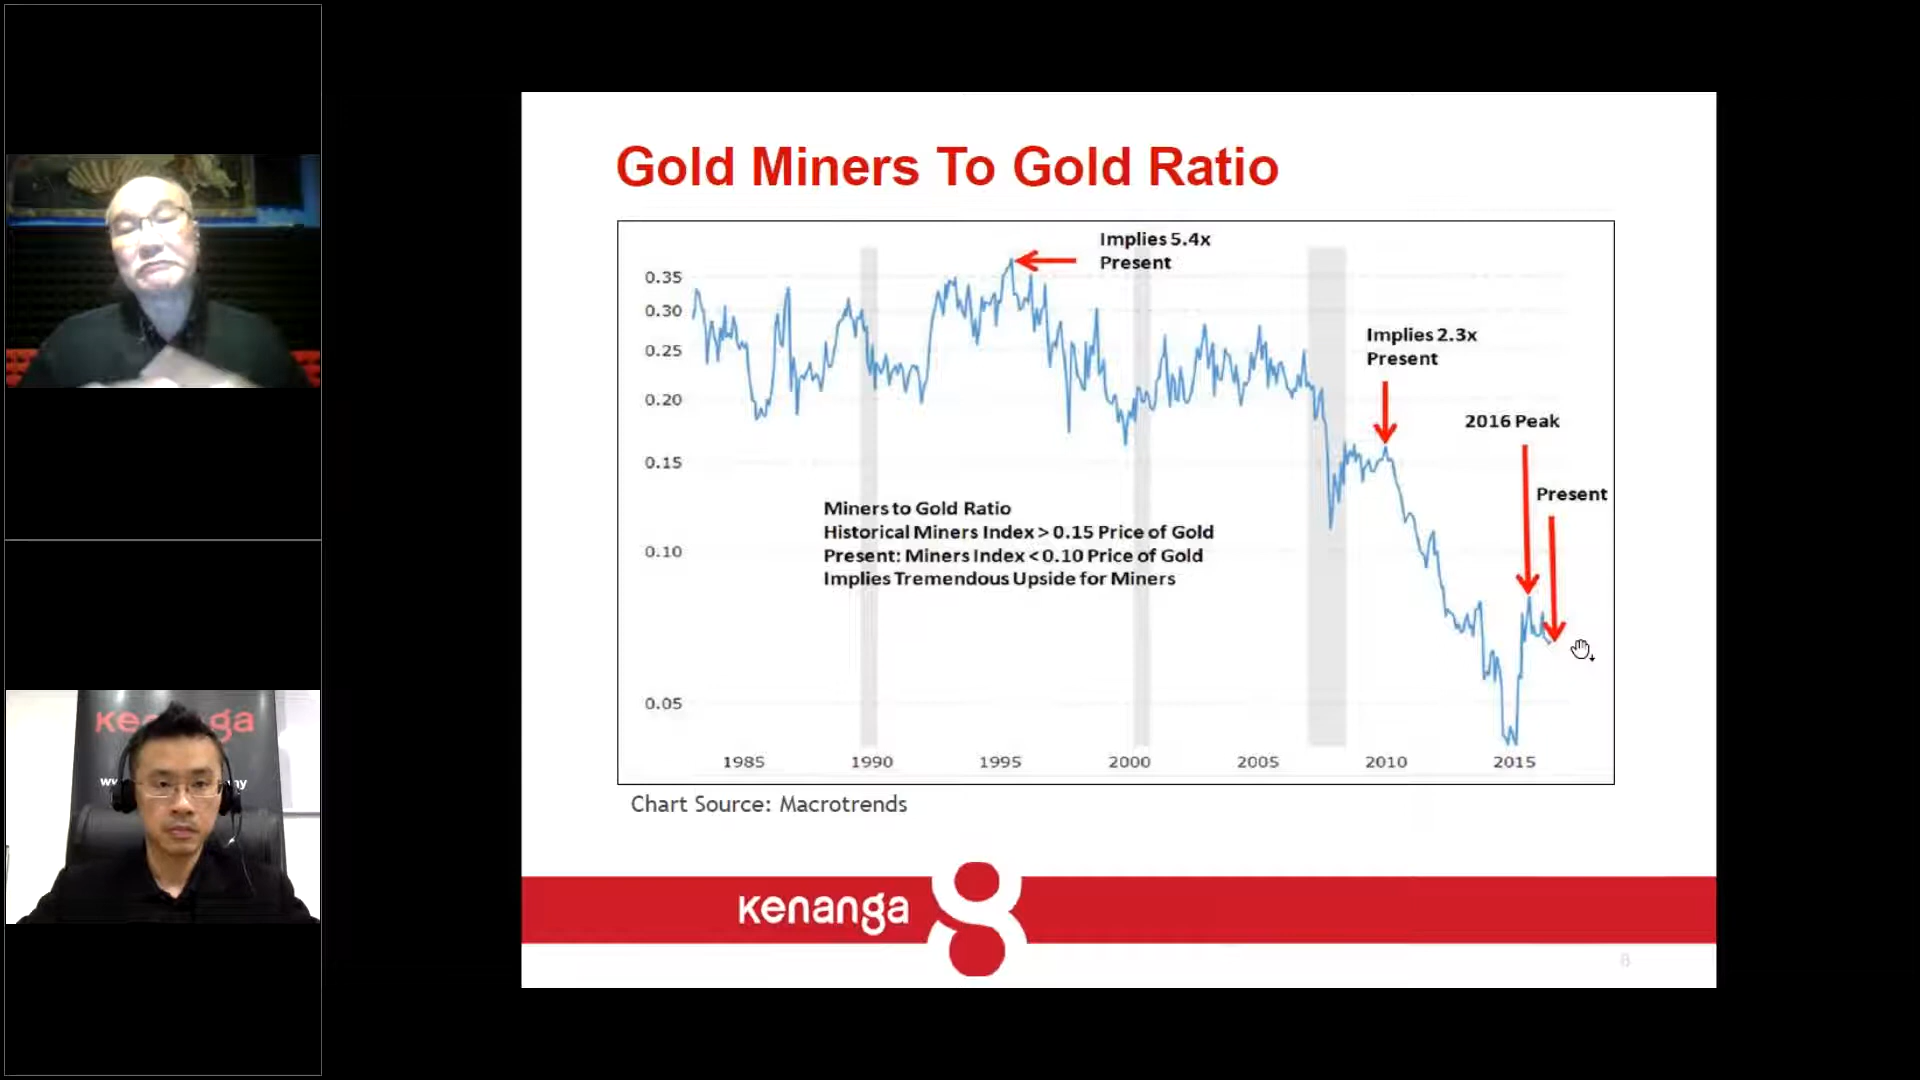 Gold Miners To Gold Ratio
Implies 5.4x
Present
Implies 2.3x
Present
2016 Peak
Present
0.35
0.30
0.25
0.20
0.15
0.10
0.05
Miners to Gold Ratio
Historical Miners Index > 0.15 Price of Gold
Present: Miners Index < 0.10 Price of Gold
Implies Tremendous Upside for Miners
1985 1990 1995 2000 2005 2010 2015
Chart Source: Macrotrends
kenanga
8